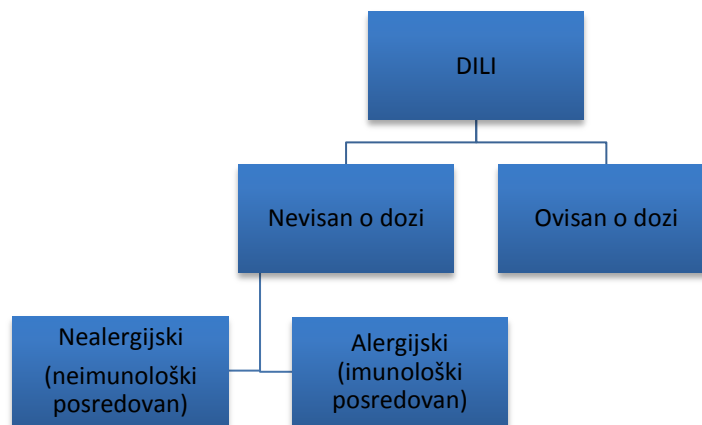 DILI
Nevisan o dozi
Ovisan o dozi
Nealergijski
(neimunološki
posredovan)
Alergijski
(imunološki
posredovan)